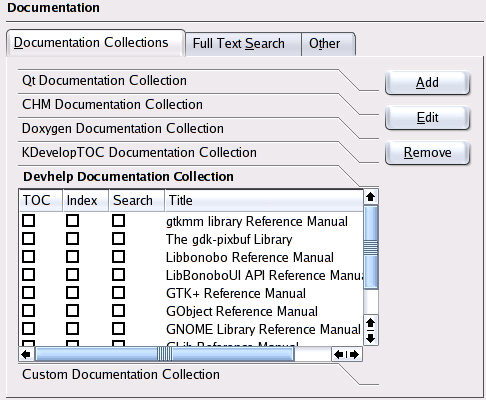 Documentation
Documentation Collections Full Text Search Other
Qt Documentation Collection
CHM Documentation Collection
Doxygen Documentation Collection
KDevelopTOC Documentation Collection
Devhelp Documentation Collection
TOC Index Search Title
gtkmm library Reference Manual
The gdk-pixbuf Library
Libbonobo Reference Manual
LibBonoboUI API Reference Manua
GTK+ Reference Manual
GObject Reference Manual
GNOME Library Reference Manual
GLib Reference Manual
Custom Documentation Collection
Add
Edit
Remove